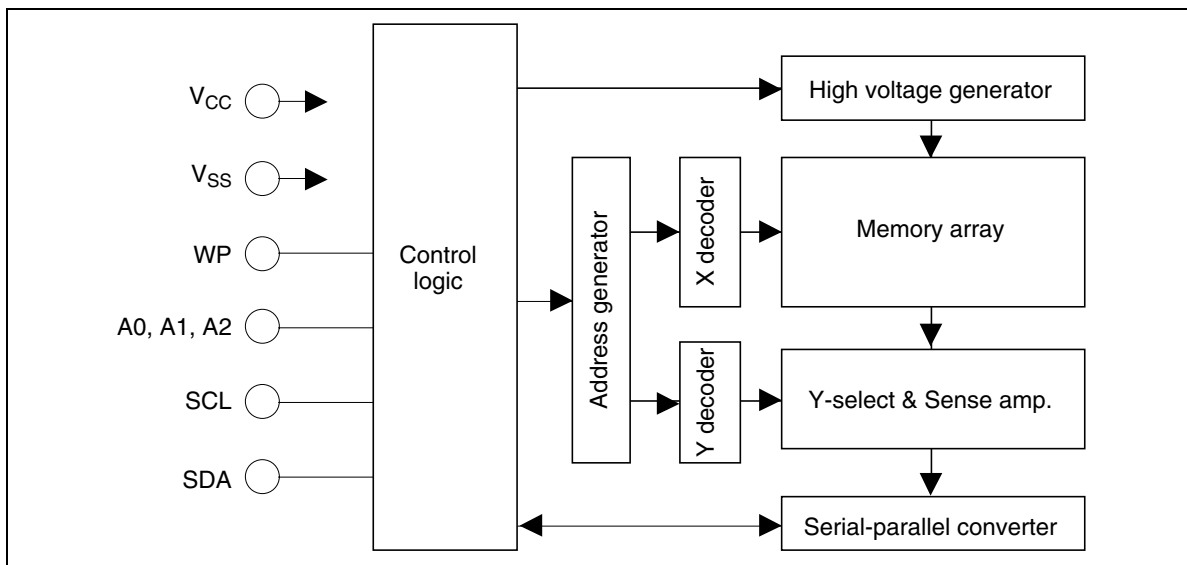 V_CC
V_SS
WP
A0, A1, A2
SCL
SDA
Control
logic
Address generator
X decoder
Y decoder
High voltage generator
Memory array
Y-select & Sense amp.
Serial-parallel converter